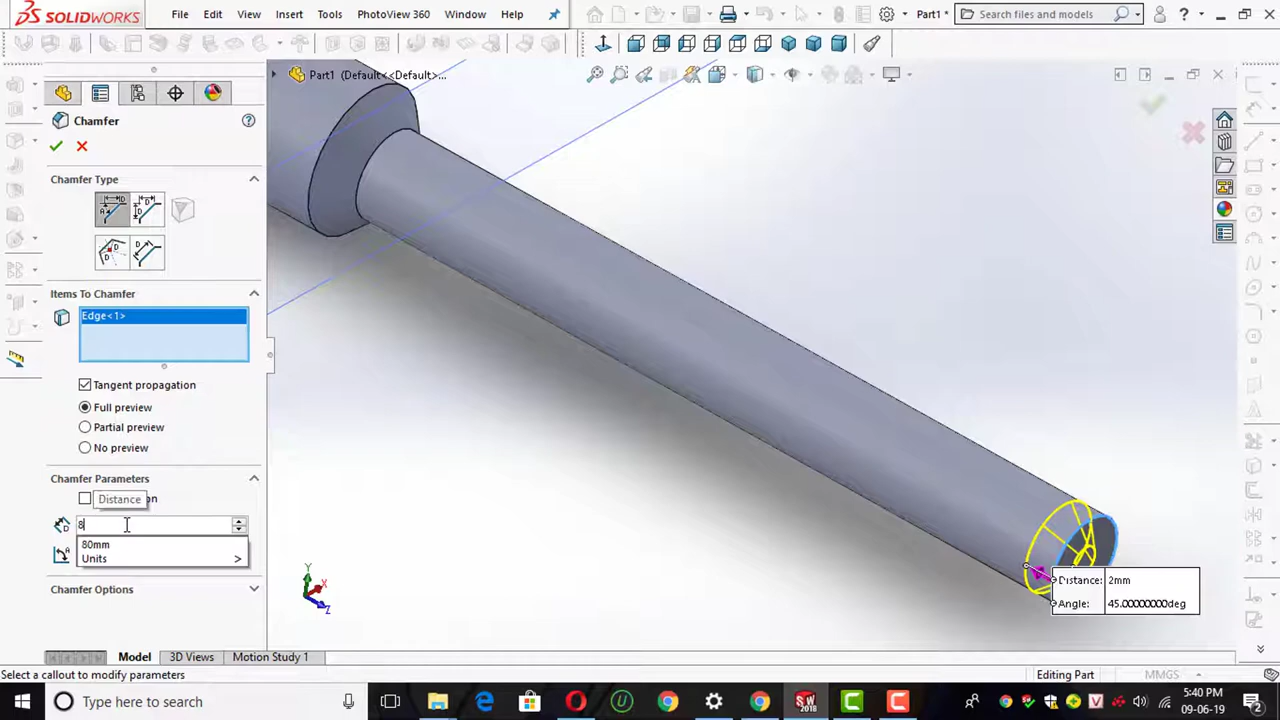 SOLIDWORKS File Edit View Insert Tools PhotoView 360 Window Help Part1 * Search files and models ?
Part1 (Default<<Default>...
Chamfer
Chamfer Type
Items To Chamfer
Edge<1>
Tangent propagation
Full preview
Partial preview
No preview
Chamfer Parameters
Distance on
8
80mm
Units >
Chamfer Options
Distance: 2mm
Angle: 45.00000000deg
Y
X
Z
Model 3D Views Motion Study 1
Select a callout to modify parameters Editing Part MMGS
Type here to search 5:40 PM
09-06-19